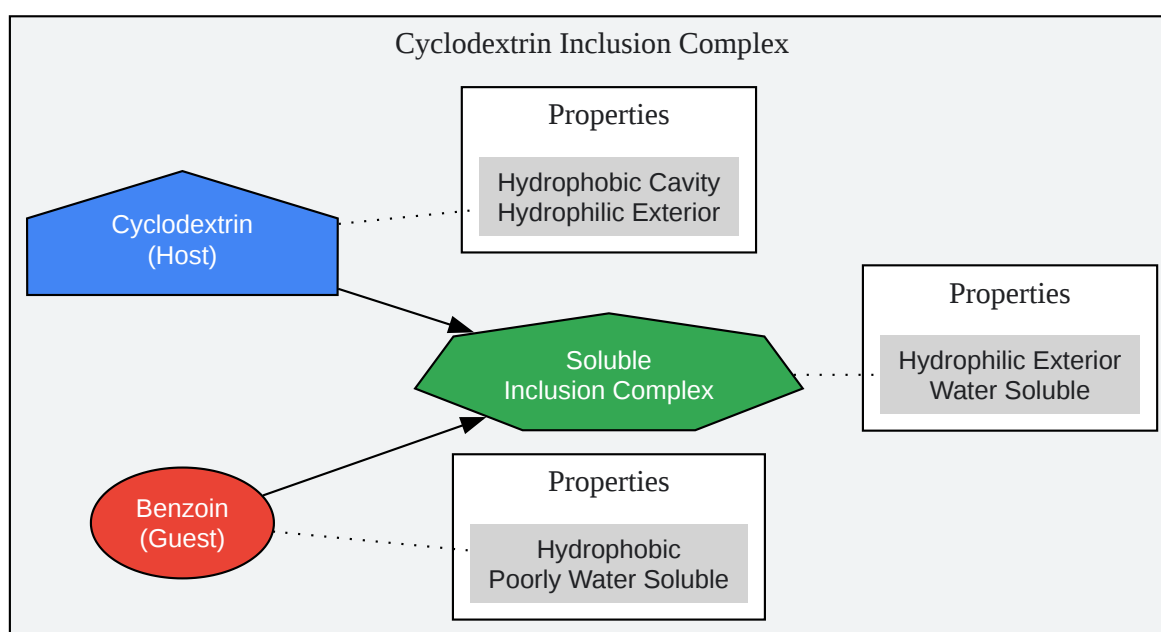 Cyclodextrin Inclusion Complex
Properties
Hydrophobic Cavity
Hydrophilic Exterior
Cyclodextrin
(Host)
Properties
Hydrophilic Exterior
Water Soluble
Soluble
Inclusion Complex
Properties
Hydrophobic
Poorly Water Soluble
Benzoin
(Guest)